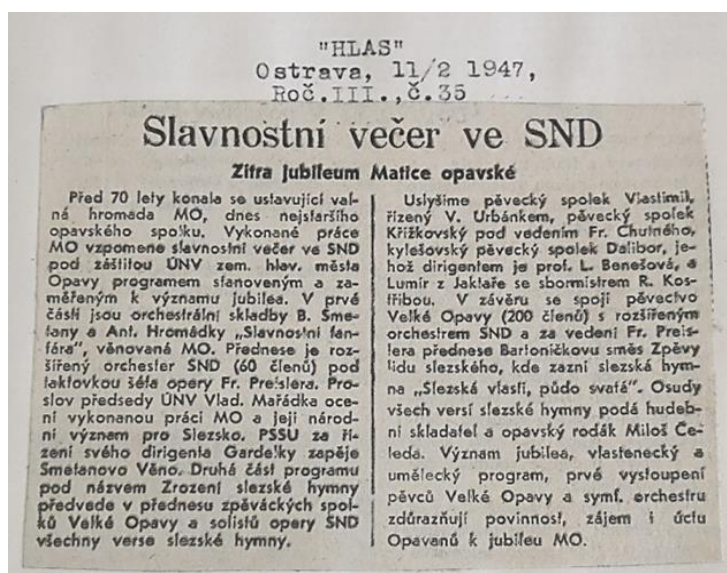 "HLAS"
Ostrava, 11/2 1947,
Roč.III.,č.35
Slavnostní večer ve SND
Zítra jubileum Matice opavské
Před 70 lety konala se ustavující val-
ná hromada MO, dnes nejstaršího
opavského spolku. Vykonané práce
MO vzpomene slavnostní večer ve SND
pod záštitou ÚNV zem. hlav. města
Opavy programem stanoveným a za-
měřeným k významu jubilea. V prvé
části jsou orchestrální skladby B. Sme-
tany a Ant. Hromádky „Slavnostní fan-
fára", věnovaná MO. Přednese je roz-
šířený orchester SND (60 členů) pod
taktovkou šéfa opery Fr. Preislera. Pro-
slov předsedy ÚNV Vlad. Mařádka oce-
ní vykonanou práci MO a její národ-
ní význam pro Slezsko. PSSU za ří-
zení svého dirigenta Gardelky zapěje
Smetanovo Věno. Druhá část programu
pod názvem Zrození slezské hymny
předvede v přednesu zpěváckých spol-
ků Velké Opavy a solistů opery SND
všechny verse slezské hymny.
Uslyšíme pěvecký spolek Vlastimil,
řízený V. Urbánkem, pěvecký spolek
Křížkovský pod vedením Fr. Chutného,
kylešovský pěvecký spolek Dalibor, je-
hož dirigentem je prof. L. Benešová, a
Lumír z Jaktaře se sbormistrem R. Kos-
třibou. V závěru se spojí pěvectvo
Velké Opavy (200 členů) s rozšířeným
orchestrem SND a za vedení Fr. Preis-
lera přednese Bartoníčkovu směs Zpěvy
lidu slezského, kde zazní slezská hym-
na „Slezská vlasti, půdo svatá". Osudy
všech versí slezské hymny podá hudeb-
ní skladatel a opavský rodák Miloš Če-
leda. Význam jubilea, vlastenecký a
umělecký program, prvé vystoupení
pěvců Velké Opavy a symf. orchestru
zdůrazňují povinnost, zájem i úctu
Opavanů k jubileu MO.